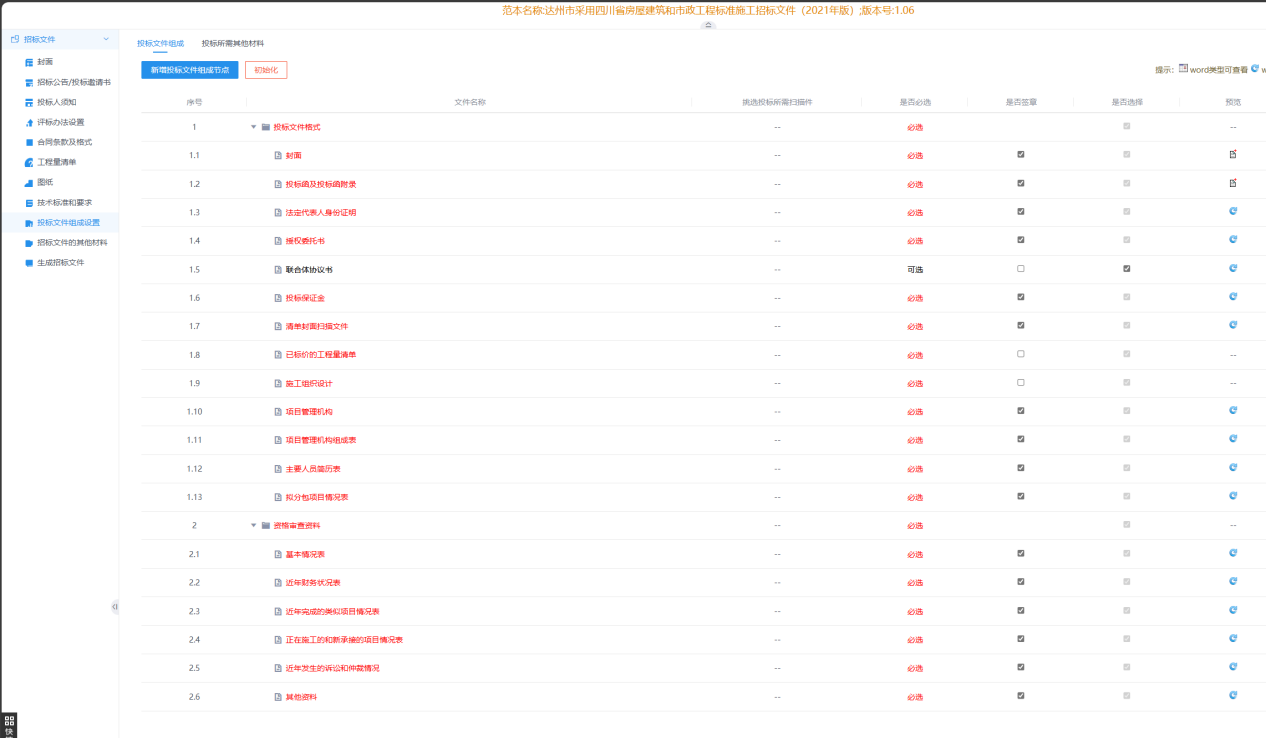 范本名称:达州市采用四川省房屋建筑和市政工程标准施工招标文件（2021年版）;版本号:1.06
招标文件
封面
招标公告/投标邀请书
投标人须知
评标办法设置
合同条款及格式
工程量清单
图纸
技术标准和要求
投标文件组成设置
招标文件的其他材料
生成招标文件
快
投标文件组成 投标所需其他材料
新增投标文件组成节点 初始化
提示: word类型可查看 w
序号 文件名称 挑选投标所需扫描件 是否必选 是否签章 是否选择 预览
1 投标文件格式 -- 必选 --
1.1 封面 -- 必选
1.2 投标函及投标函附录 -- 必选
1.3 法定代表人身份证明 -- 必选
1.4 授权委托书 -- 必选
1.5 联合体协议书 -- 可选
1.6 投标保证金 -- 必选
1.7 清单封面扫描文件 -- 必选
1.8 已标价的工程量清单 -- 必选 --
1.9 施工组织设计 -- 必选 --
1.10 项目管理机构 -- 必选
1.11 项目管理机构组成表 -- 必选
1.12 主要人员简历表 -- 必选
1.13 拟分包项目情况表 -- 必选
2 资格审查资料 -- 必选 --
2.1 基本情况表 -- 必选
2.2 近年财务状况表 -- 必选
2.3 近年完成的类似项目情况表 -- 必选
2.4 正在施工的和新承接的项目情况表 -- 必选
2.5 近年发生的诉讼和仲裁情况 -- 必选
2.6 其他资料 -- 必选